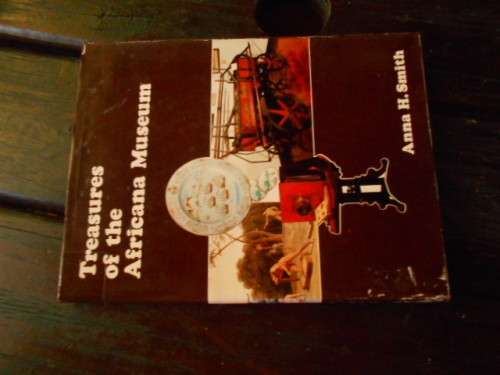 Treasures
of the
Africana Museum
Anna H. Smith